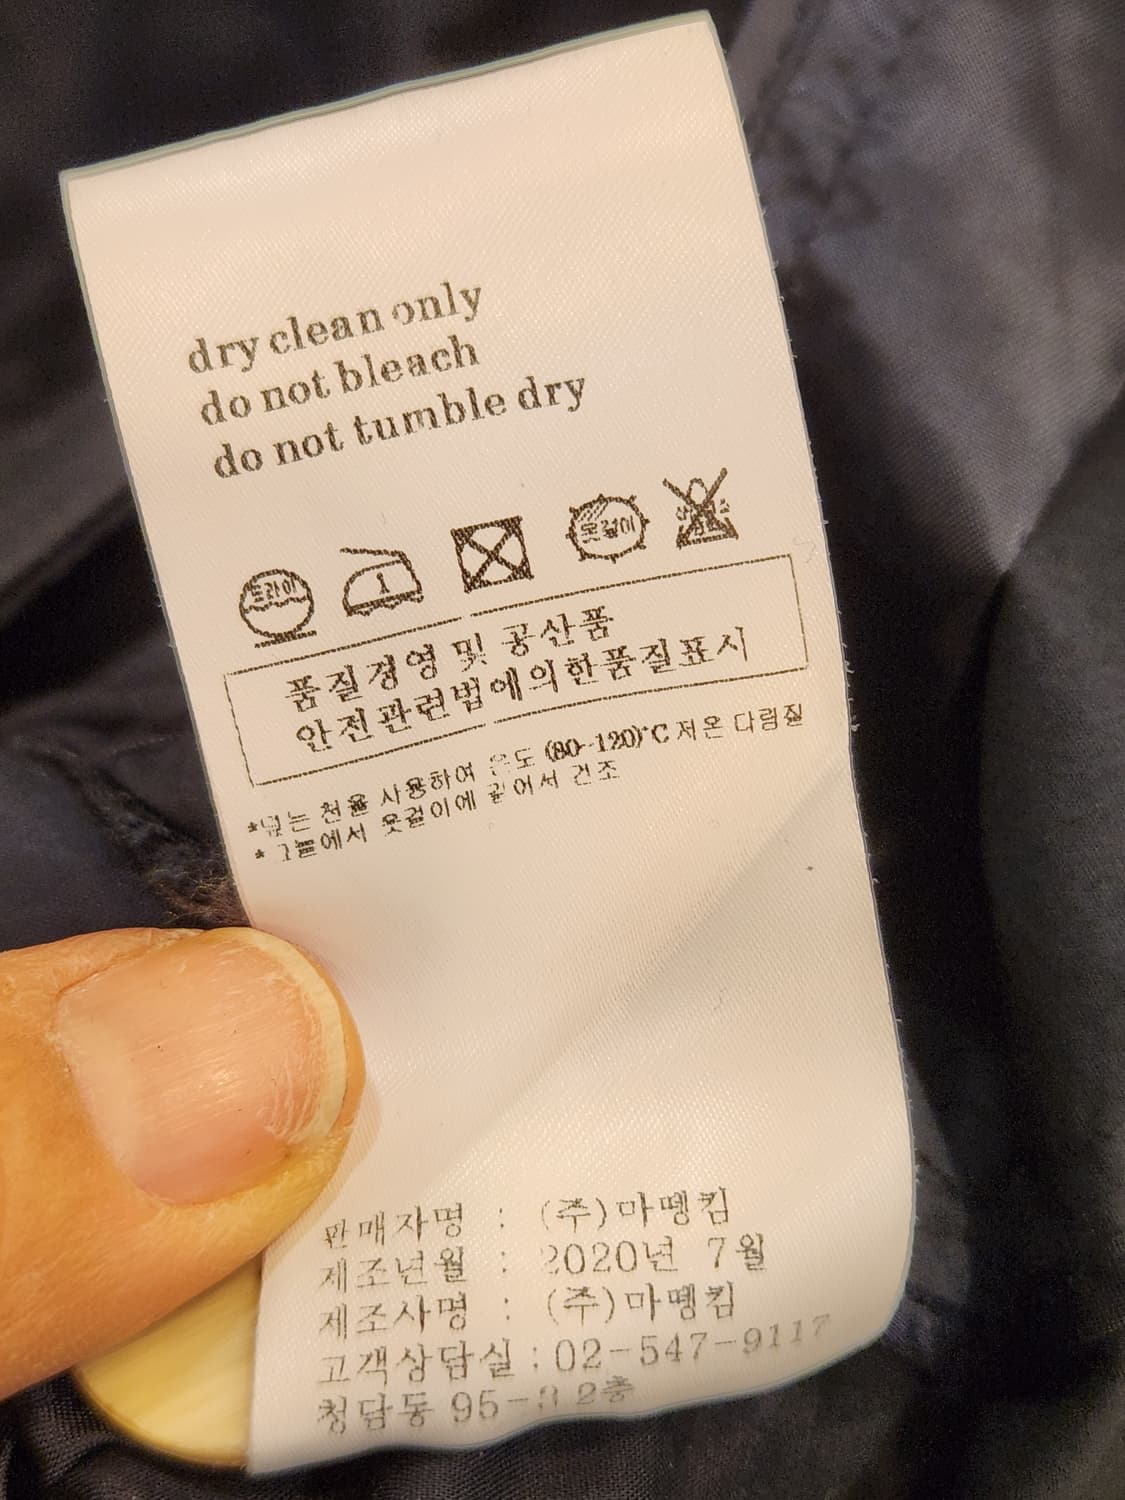 dry clean only
do not bleach
do not tumble dry
드라이
1
옷걸이
품질경영 및 공산품
안전관련법에의한품질표시
*덮는 천을 사용하여 온도 (80-120)°C 저온 다림질
* 그늘에서 옷걸이에 걸어서 건조
판매자명 : (주)마뗑킴
제조년월 : 2020년 7월
제조사명 : (주)마뗑킴
고객상담실 : 02-547-9117
청담동 95- 2층